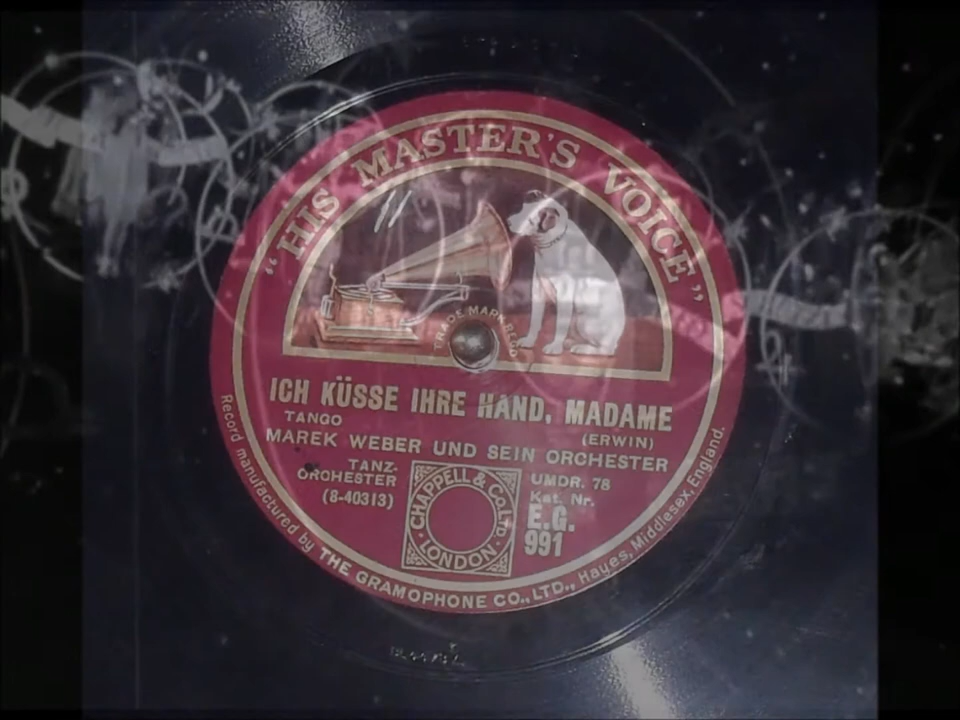 "HIS MASTER'S VOICE"
TRADE MARK REGD
ICH KÜSSE IHRE HAND, MADAME
TANGO (ERWIN)
MAREK WEBER UND SEIN ORCHESTER
TANZ-
ORCHESTER
(8-40313)
CHAPPELL & Co. LTD
· LONDON ·
UMDR. 78
Kat. Nr.
E.G.
991
Record manufactured by THE GRAMOPHONE CO., LTD., Hayes, Middlesex, England.